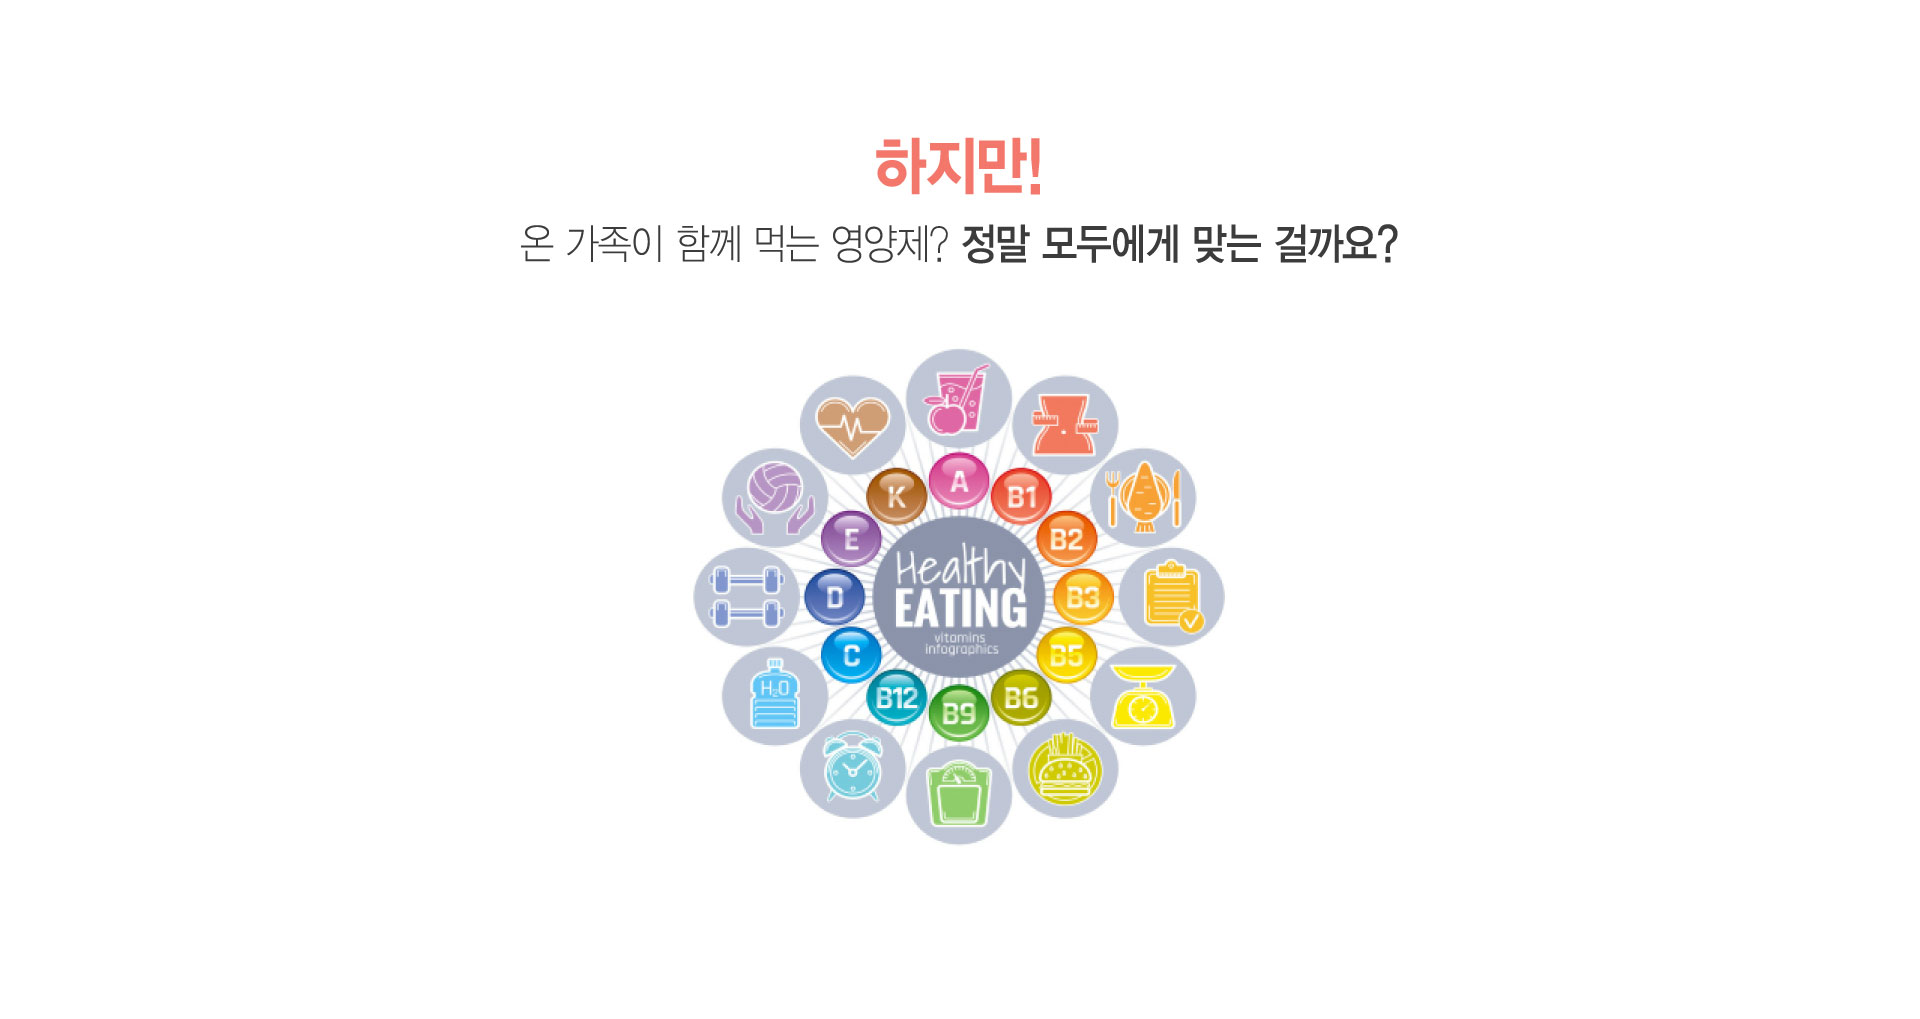 하지만!
온 가족이 함께 먹는 영양제? 정말 모두에게 맞는 걸까요?
K
A
B1
E
B2
D
B3
C
B5
B12
B9
B6
Healthy
EATING
vitamins
infographics
H₂O